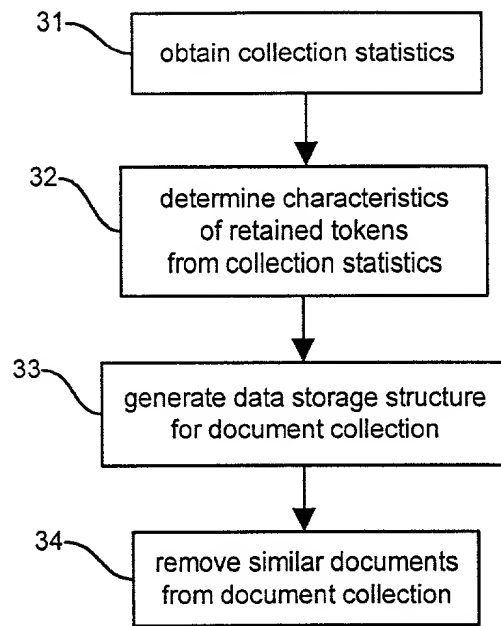 31
obtain collection statistics
32
determine characteristics
of retained tokens
from collection statistics
33
generate data storage structure
for document collection
34
remove similar documents
from document collection